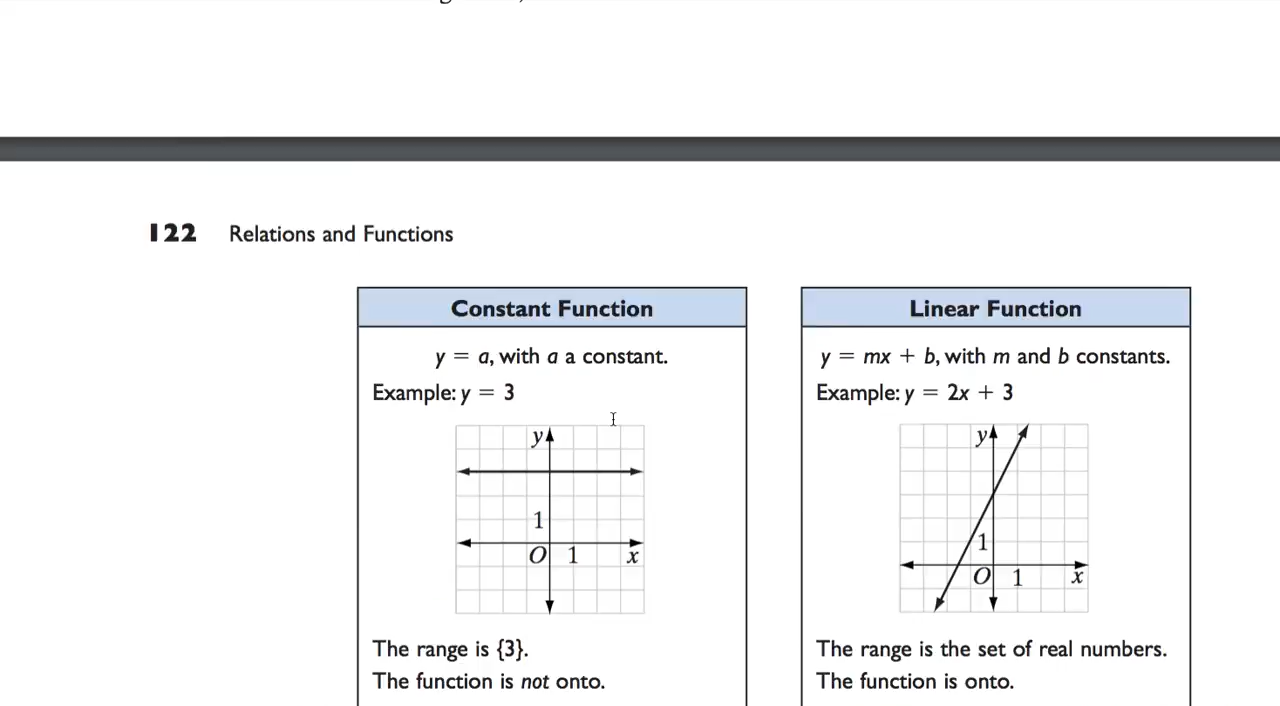 122 Relations and Functions
Constant Function
y = a, with a a constant.
Example: y = 3
y
1
O 1 x
The range is {3}.
The function is not onto.
Linear Function
y = mx + b, with m and b constants.
Example: y = 2x + 3
y
1
O 1 x
The range is the set of real numbers.
The function is onto.